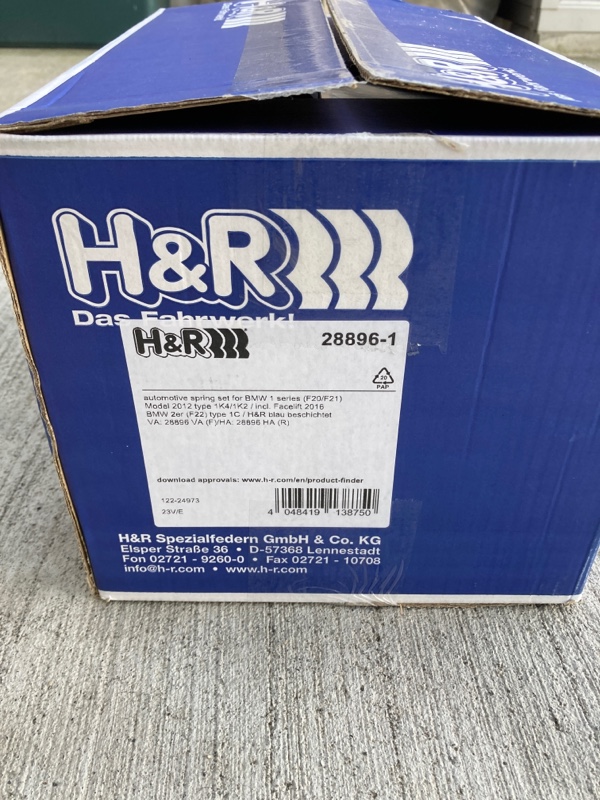 H&R
H&R
H&R
Das Fahrwerk!
H&R
28896-1
20
PAP
automotive spring set for BMW 1 series (F20/F21)
Model 2012 type 1K4/1K2 / incl. Facelift 2016
BMW 2er (F22) type 1C / H&R blau beschichtet
VA: 28896 VA (F)/HA: 28896 HA (R)
download approvals: www.h-r.com/en/product-finder
122-24973
23V/E
4 048419 138750
H&R Spezialfedern GmbH & Co. KG
Elsper Straße 36 • D-57368 Lennestadt
Fon 02721 - 9260-0 • Fax 02721 - 10708
info@h-r.com • www.h-r.com